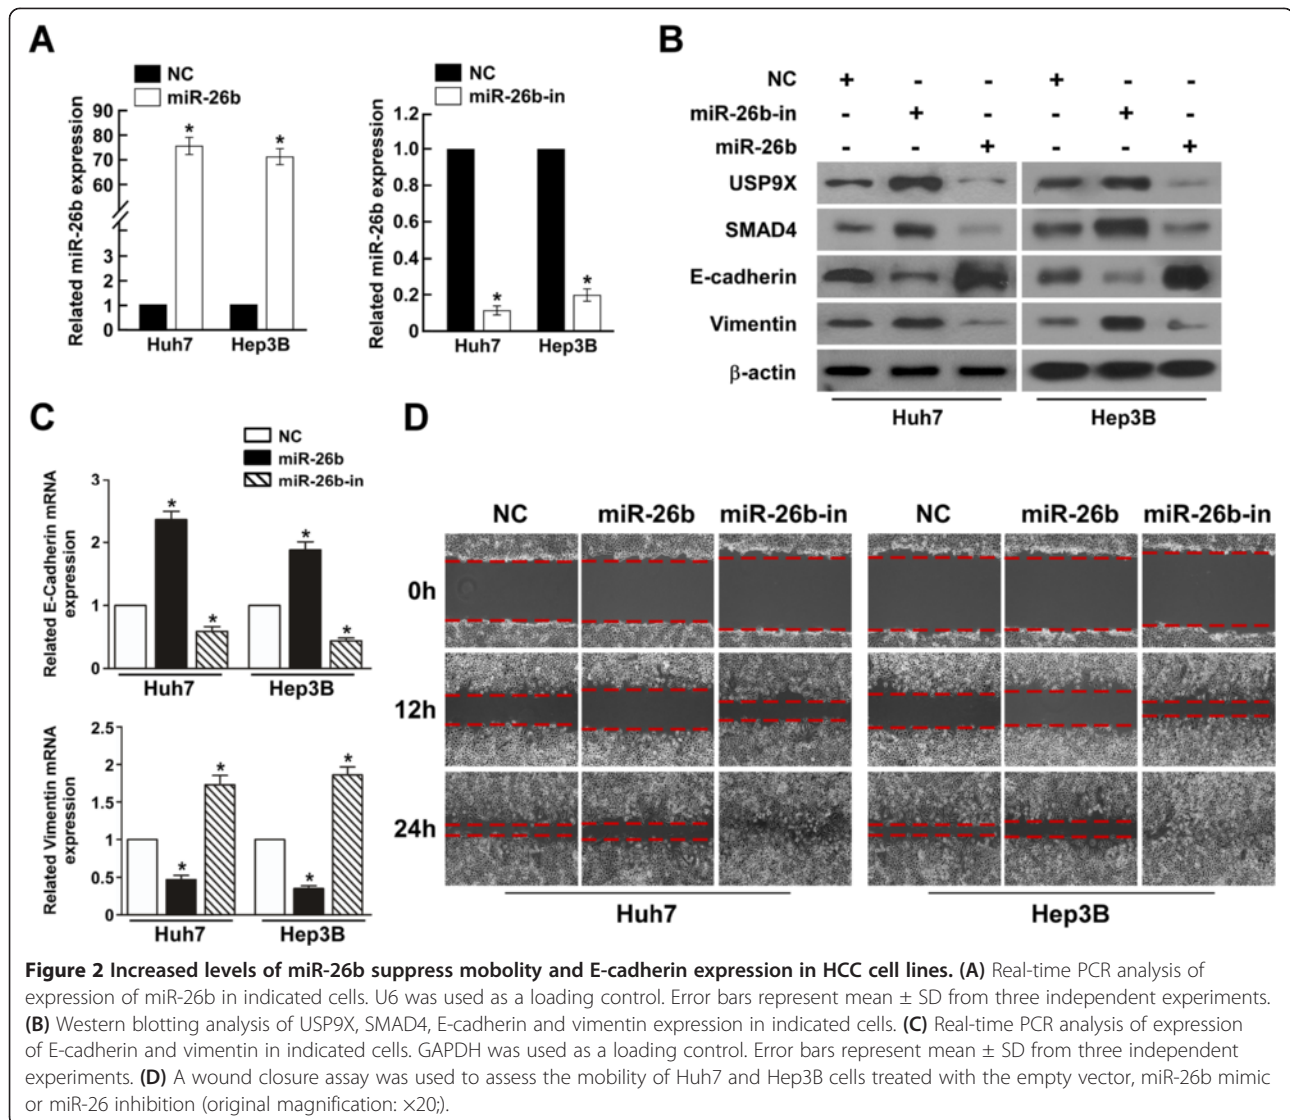 A
NC
miR-26b
Related miR-26b expression
90
80
70
60
3
2
1
0
*
*
Huh7
Hep3B
NC
miR-26b-in
Related miR-26b expression
1.2
1.0
0.8
0.6
0.4
0.2
0
*
*
Huh7
Hep3B
B
NC + - - + - -
miR-26b-in - + - - + -
miR-26b - - + - - +
USP9X
SMAD4
E-cadherin
Vimentin
β-actin
Huh7
Hep3B
C
NC
miR-26b
miR-26b-in
Related E-Cadherin mRNA
expression
3
2
1
0
*
*
*
*
Huh7
Hep3B
Related Vimentin mRNA
expression
2.5
2
1.5
1
0.5
0
*
*
*
*
Huh7
Hep3B
D
NC miR-26b miR-26b-in NC miR-26b miR-26b-in
0h
12h
24h
Huh7
Hep3B
Figure 2 Increased levels of miR-26b suppress mobolity and E-cadherin expression in HCC cell lines. (A) Real-time PCR analysis of
expression of miR-26b in indicated cells. U6 was used as a loading control. Error bars represent mean ± SD from three independent experiments.
(B) Western blotting analysis of USP9X, SMAD4, E-cadherin and vimentin expression in indicated cells. (C) Real-time PCR analysis of expression
of E-cadherin and vimentin in indicated cells. GAPDH was used as a loading control. Error bars represent mean ± SD from three independent
experiments. (D) A wound closure assay was used to assess the mobility of Huh7 and Hep3B cells treated with the empty vector, miR-26b mimic
or miR-26 inhibition (original magnification: ×20;).